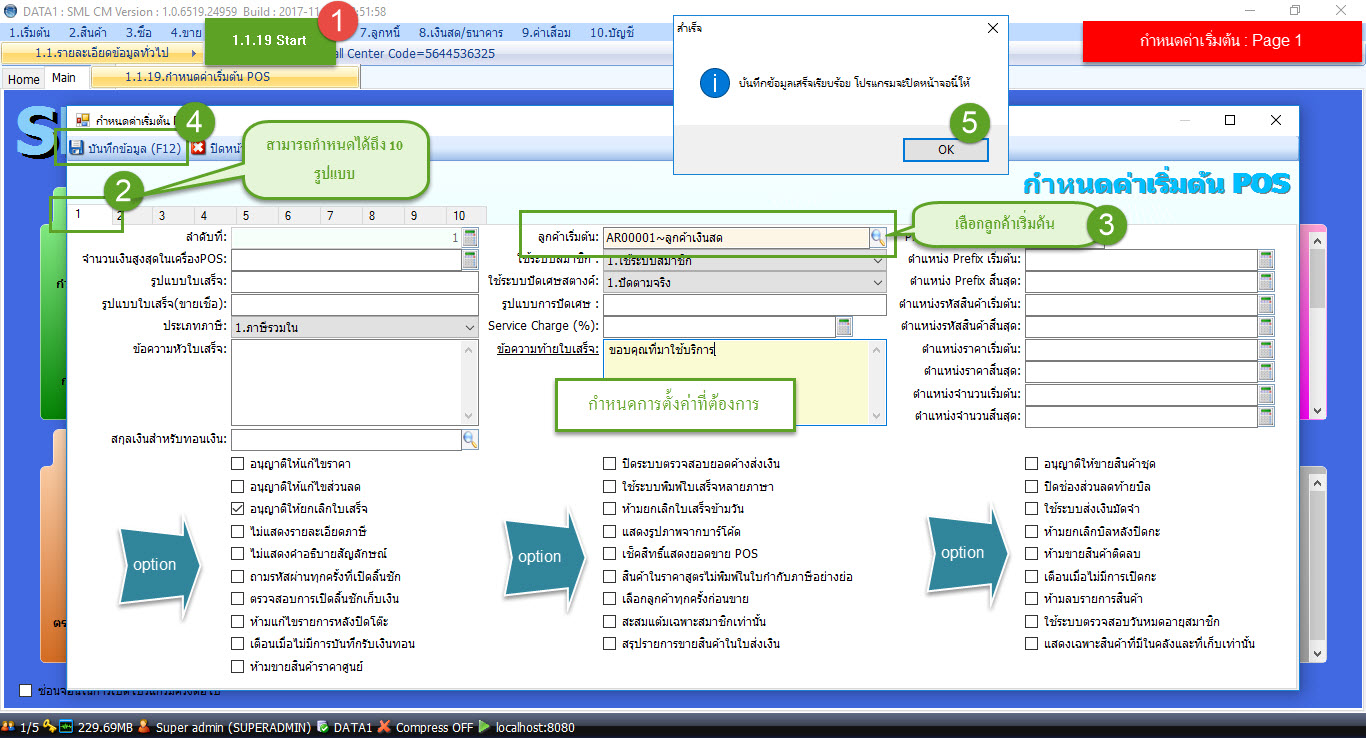 DATA1 : SML CM Version : 1.0.6519.24959 Build : 2017-11- :51:58
1.เริ่มต้น 2.สินค้า 3.ซื้อ 4.ขาย 7.ลูกหนี้ 8.เงินสด/ธนาคาร 9.ค่าเสื่อม 10.บัญชี
1.1.19 Start
1
กำหนดค่าเริ่มต้น : Page 1
1.1.รายละเอียดข้อมูลทั่วไป
all Center Code=5644536325
Home Main 1.1.19.กำหนดค่าเริ่มต้น POS
สำเร็จ
บันทึกข้อมูลเสร็จเรียบร้อย โปรแกรมจะปิดหน้าจอนี้ให้
5
OK
กำหนดค่าเริ่มต้น
4
บันทึกข้อมูล (F12) ปิดหน้า
สามารถกำหนดได้ถึง 10
รูปแบบ
กำหนดค่าเริ่มต้น POS
2
1 2 3 4 5 6 7 8 9 10
เลือกลูกค้าเริ่มต้น
3
ลำดับที่: 1
ลูกค้าเริ่มต้น: AR00001~ลูกค้าเงินสด
จำนวนเงินสูงสุดในเครื่องPOS:
ใช้ระบบสมาชิก : 1.ใช้ระบบสมาชิก
ตำแหน่ง Prefix เริ่มต้น:
รูปแบบใบเสร็จ:
ใช้ระบบปัดเศษสตางค์: 1.ปัดตามจริง
ตำแหน่ง Prefix สิ้นสุด:
รูปแบบใบเสร็จ(ขายเชื่อ):
รูปแบบการปัดเศษ :
ตำแหน่งรหัสสินค้าเริ่มต้น:
ประเภทภาษี: 1.ภาษีรวมใน
Service Charge (%):
ตำแหน่งรหัสสินค้าสิ้นสุด:
ข้อความหัวใบเสร็จ:
ข้อความท้ายใบเสร็จ: ขอบคุณที่มาใช้บริการ
ตำแหน่งราคาเริ่มต้น:
ตำแหน่งราคาสิ้นสุด:
ตำแหน่งจำนวนเริ่มต้น:
ตำแหน่งจำนวนสิ้นสุด:
กำหนดการตั้งค่าที่ต้องการ
สกุลเงินสำหรับทอนเงิน:
อนุญาติให้แก้ไขราคา
อนุญาติให้แก้ไขส่วนลด
อนุญาติให้ยกเลิกใบเสร็จ
ไม่แสดงรายละเอียดภาษี
ไม่แสดงคำอธิบายสัญลักษณ์
ถามรหัสผ่านทุกครั้งที่เปิดลิ้นชัก
ตรวจสอบการเปิดลิ้นชักเก็บเงิน
ห้ามแก้ไขรายการหลังปิดโต๊ะ
เตือนเมื่อไม่มีการบันทึกรับเงินทอน
ห้ามขายสินค้าราคาศูนย์
option
ปิดระบบตรวจสอบยอดค้างส่งเงิน
ใช้ระบบพิมพ์ใบเสร็จหลายภาษา
ห้ามยกเลิกใบเสร็จข้ามวัน
แสดงรูปภาพจากบาร์โค้ด
เช็คสิทธิ์แสดงยอดขาย POS
สินค้าในราคาสูตรไม่พิมพ์ในใบกำกับภาษีอย่างย่อ
เลือกลูกค้าทุกครั้งก่อนขาย
สะสมแต้มเฉพาะสมาชิกเท่านั้น
สรุปรายการขายสินค้าในใบส่งเงิน
option
อนุญาติให้ขายสินค้าชุด
ปิดช่องส่วนลดท้ายบิล
ใช้ระบบส่งเงินมัดจำ
ห้ามยกเลิกบิลหลังปิดกะ
ห้ามขายสินค้าติดลบ
เตือนเมื่อไม่มีการเปิดกะ
ห้ามลบรายการสินค้า
ใช้ระบบตรวจสอบวันหมดอายุสมาชิก
แสดงเฉพาะสินค้าที่มีในคลังและที่เก็บเท่านั้น
option
1/5 229.69MB Super admin (SUPERADMIN) DATA1 Compress OFF localhost:8080